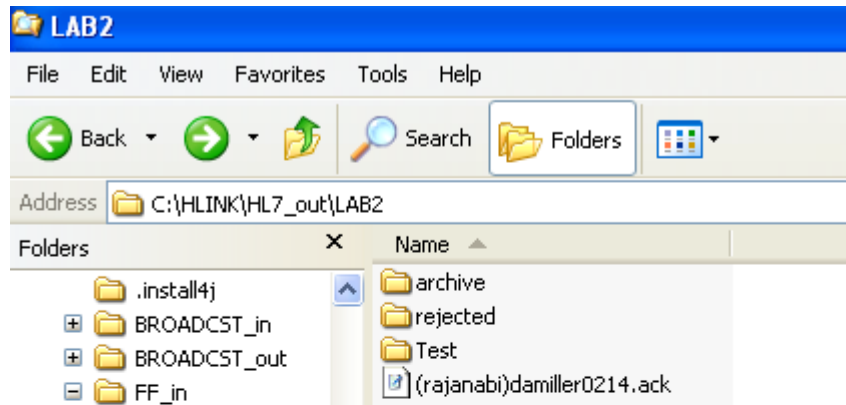 LAB2
File Edit View Favorites Tools Help
Back Search Folders
Address C:\HLINK\HL7_out\LAB2
Folders Name
.install4j archive
BROADCST_in rejected
BROADCST_out Test
FF_in (rajanabi)damiller0214.ack